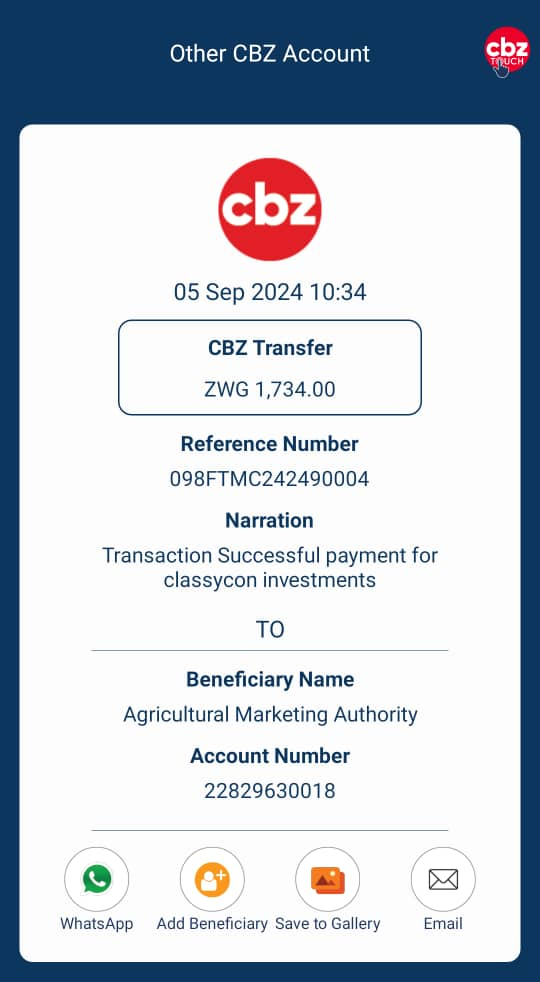 Other CBZ Account
cbz
TOUCH
cbz
05 Sep 2024 10:34
CBZ Transfer
ZWG 1,734.00
Reference Number
098FTMC242490004
Narration
Transaction Successful payment for
classycon investments
TO
Beneficiary Name
Agricultural Marketing Authority
Account Number
22829630018
WhatsApp Add Beneficiary Save to Gallery Email